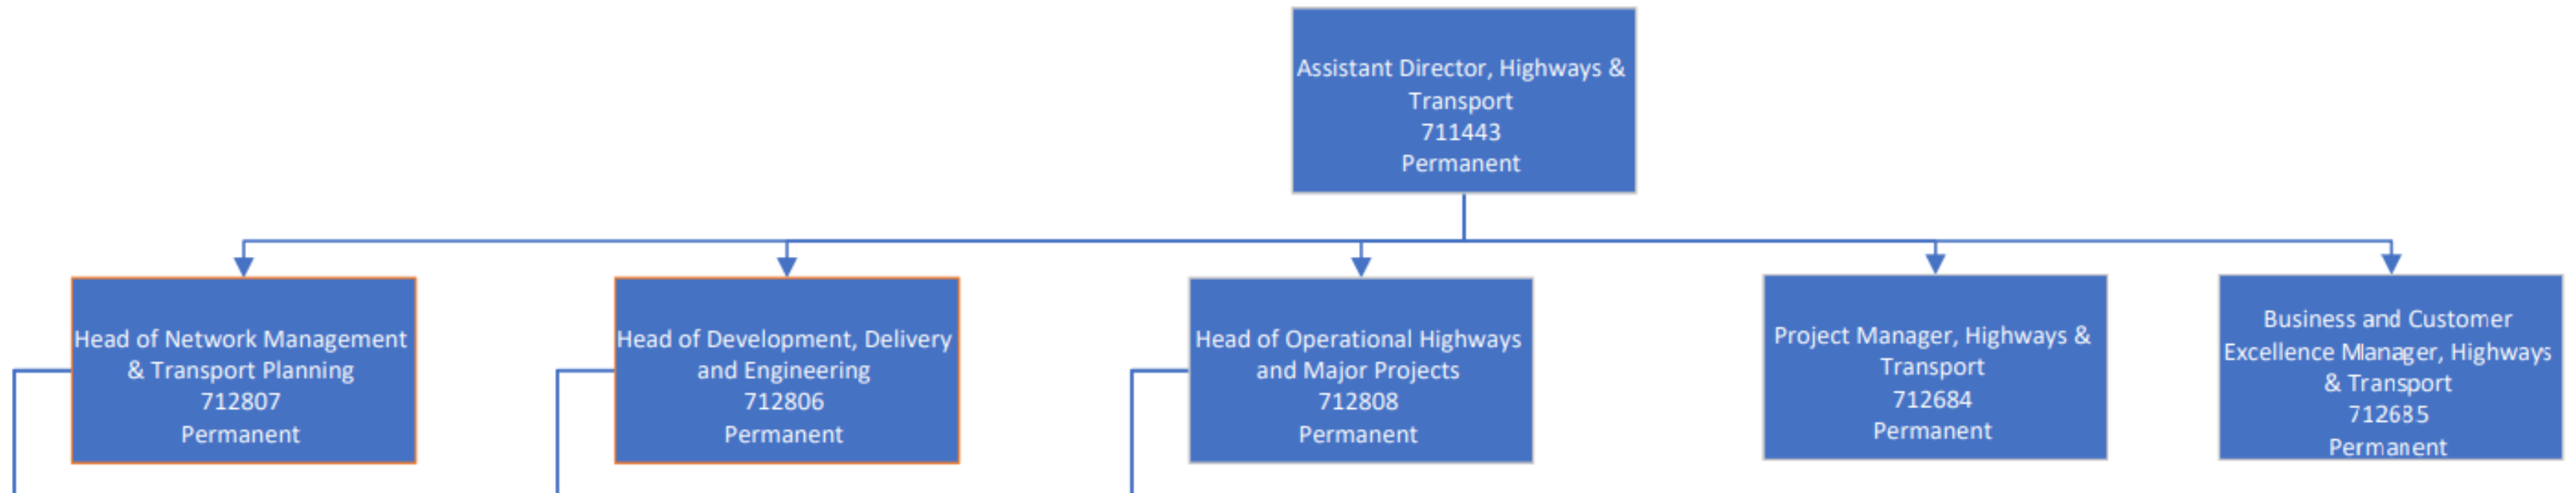 Assistant Director, Highways &
Transport
711443
Permanent
Head of Network Management
& Transport Planning
712807
Permanent
Head of Development, Delivery
and Engineering
712806
Permanent
Head of Operational Highways
and Major Projects
712808
Permanent
Project Manager, Highways &
Transport
712684
Permanent
Business and Customer
Excellence Manager, Highways
& Transport
712685
Permanent